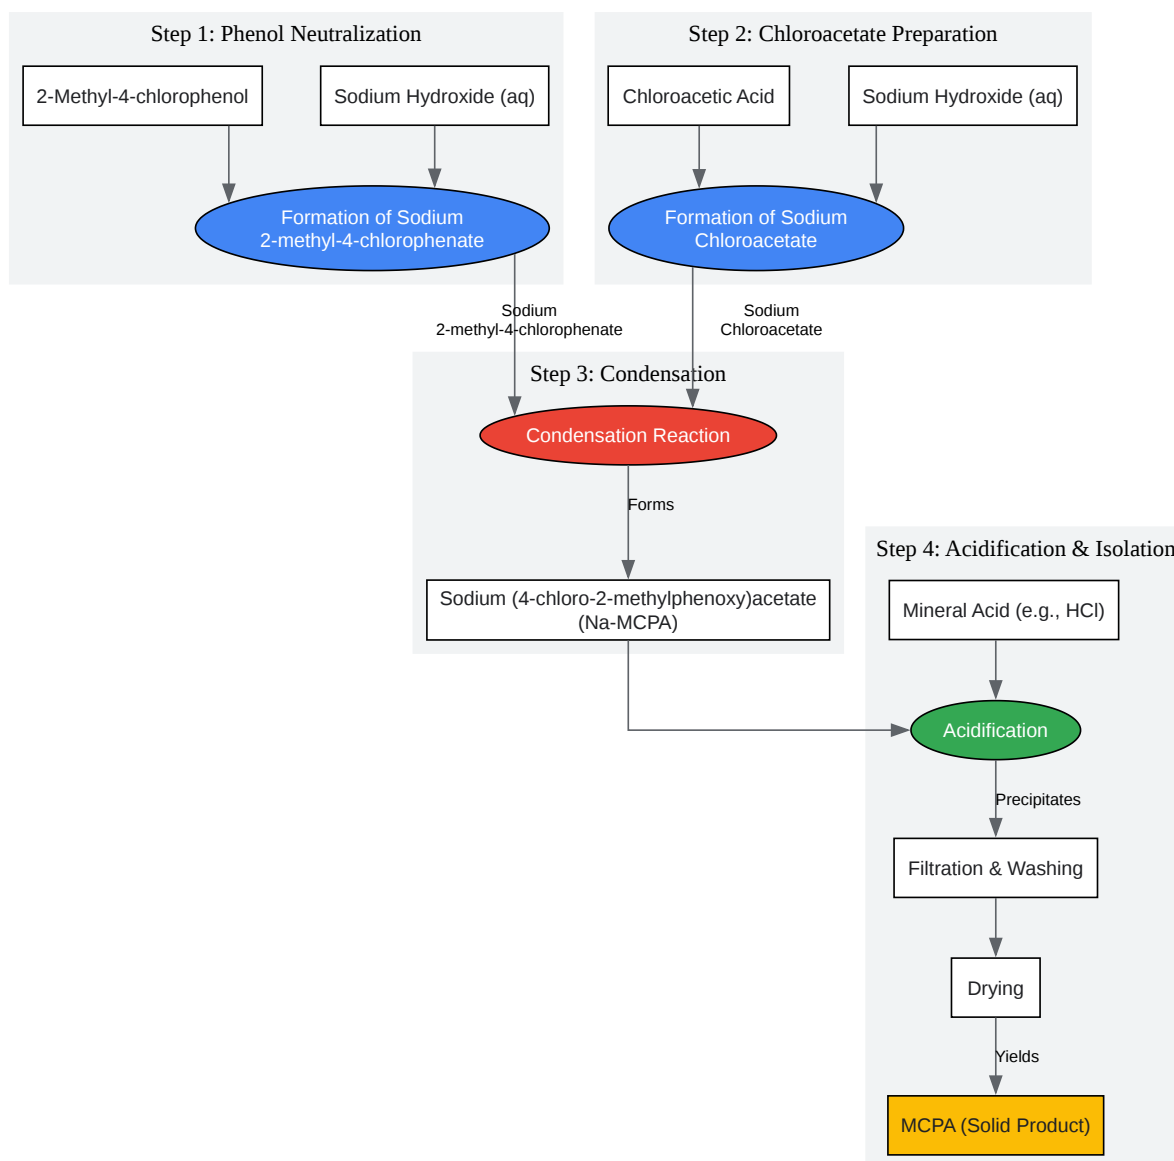 Step 1: Phenol Neutralization
2-Methyl-4-chlorophenol
Sodium Hydroxide (aq)
Formation of Sodium
2-methyl-4-chlorophenate
Step 2: Chloroacetate Preparation
Chloroacetic Acid
Sodium Hydroxide (aq)
Formation of Sodium
Chloroacetate
Sodium
2-methyl-4-chlorophenate
Sodium
Chloroacetate
Step 3: Condensation
Condensation Reaction
Forms
Sodium (4-chloro-2-methylphenoxy)acetate
(Na-MCPA)
Step 4: Acidification & Isolation
Mineral Acid (e.g., HCl)
Acidification
Precipitates
Filtration & Washing
Drying
Yields
MCPA (Solid Product)